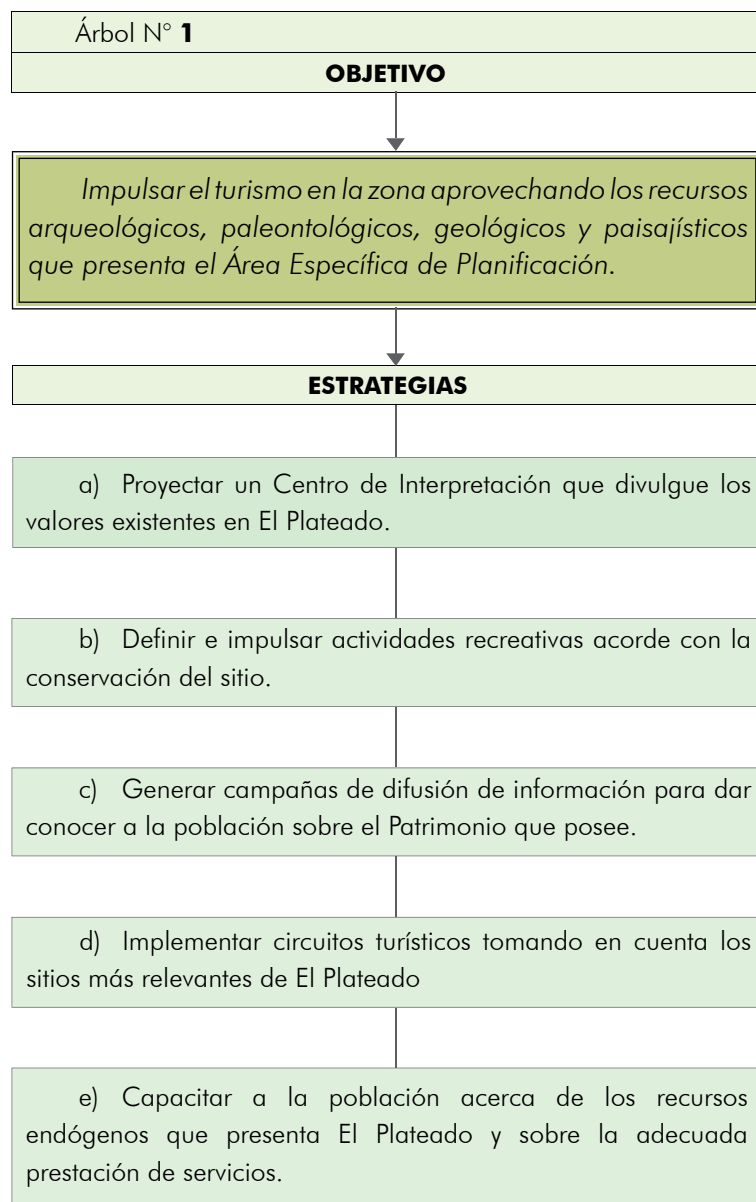 Árbol N° 1
OBJETIVO
Impulsar el turismo en la zona aprovechando los recursos
arqueológicos, paleontológicos, geológicos y paisajísticos
que presenta el Área Específica de Planificación.
ESTRATEGIAS
a) Proyectar un Centro de Interpretación que divulgue los
valores existentes en El Plateado.
b) Definir e impulsar actividades recreativas acorde con la
conservación del sitio.
c) Generar campañas de difusión de información para dar
conocer a la población sobre el Patrimonio que posee.
d) Implementar circuitos turísticos tomando en cuenta los
sitios más relevantes de El Plateado
e) Capacitar a la población acerca de los recursos
endógenos que presenta El Plateado y sobre la adecuada
prestación de servicios.